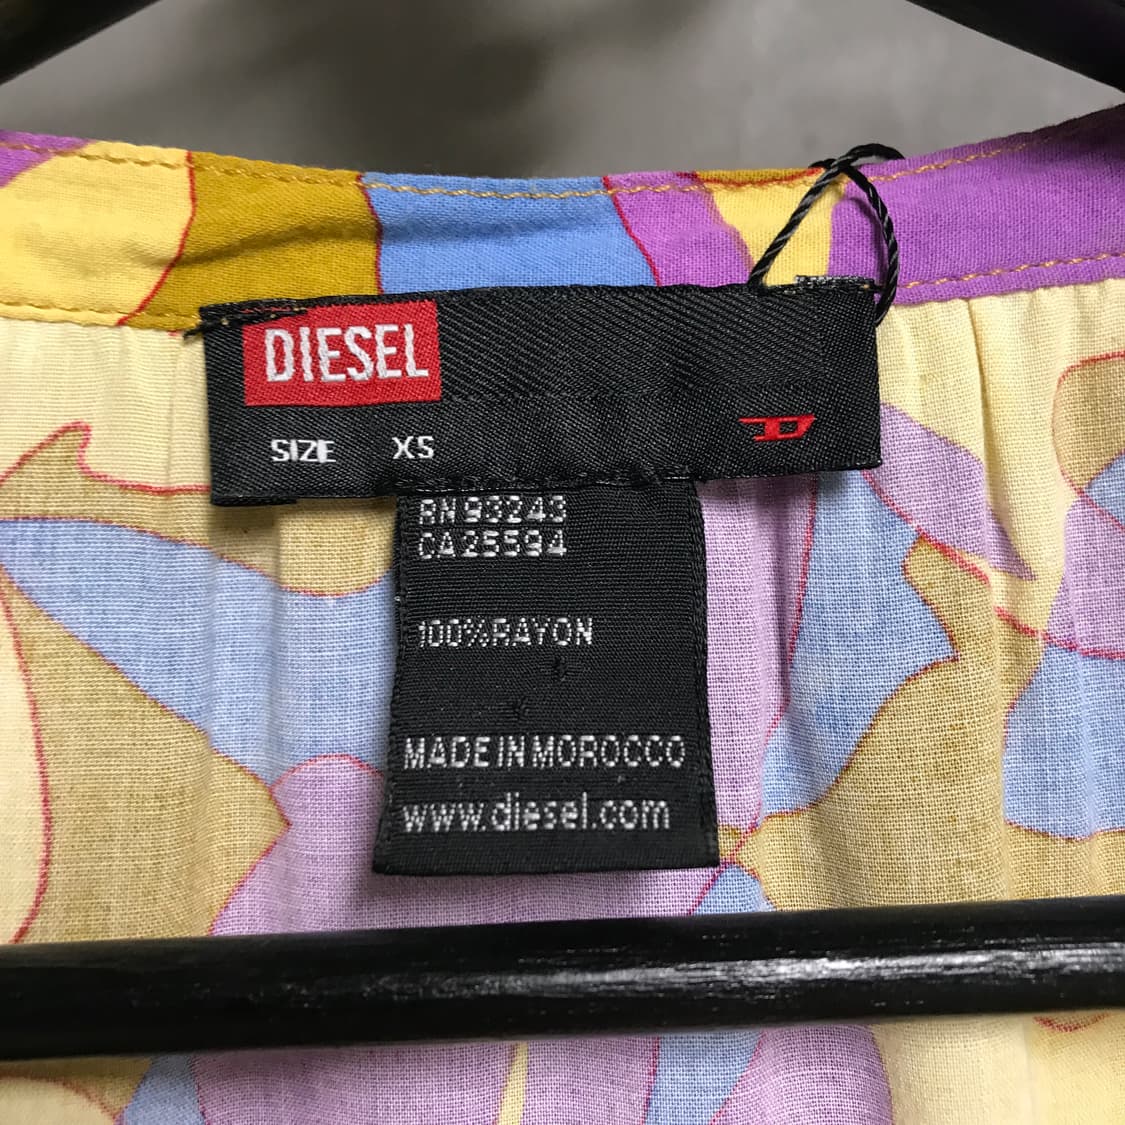 DIESEL
SIZE XS
RN 93243
CA 25594
100% RAYON
MADE IN MOROCCO
www.diesel.com